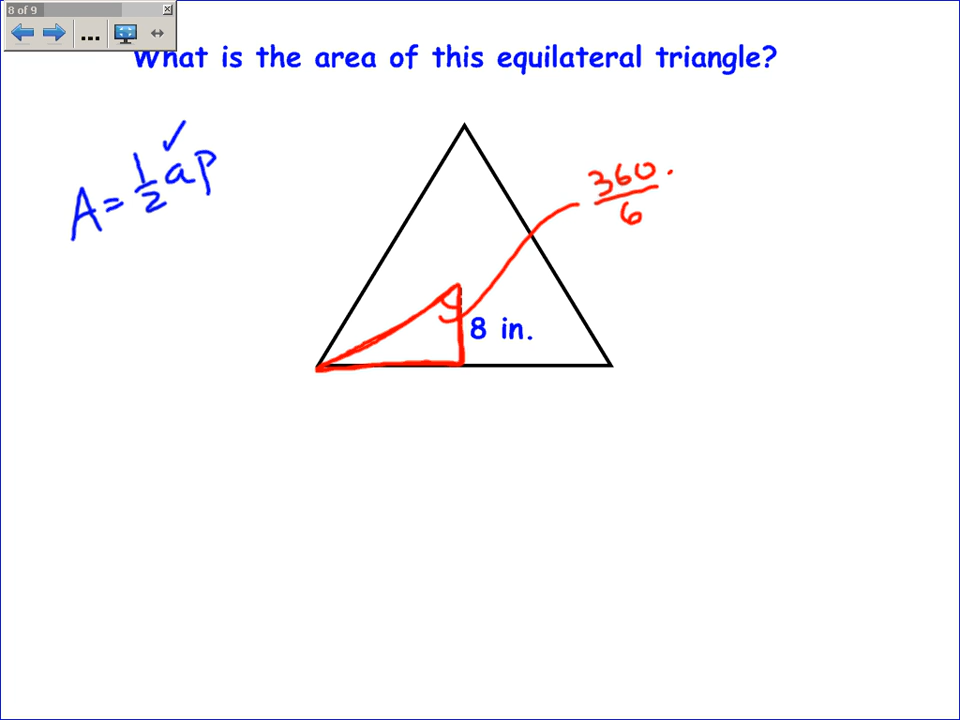 8 of 9
What is the area of this equilateral triangle?
A = 1/2 a p
360
6
8 in.